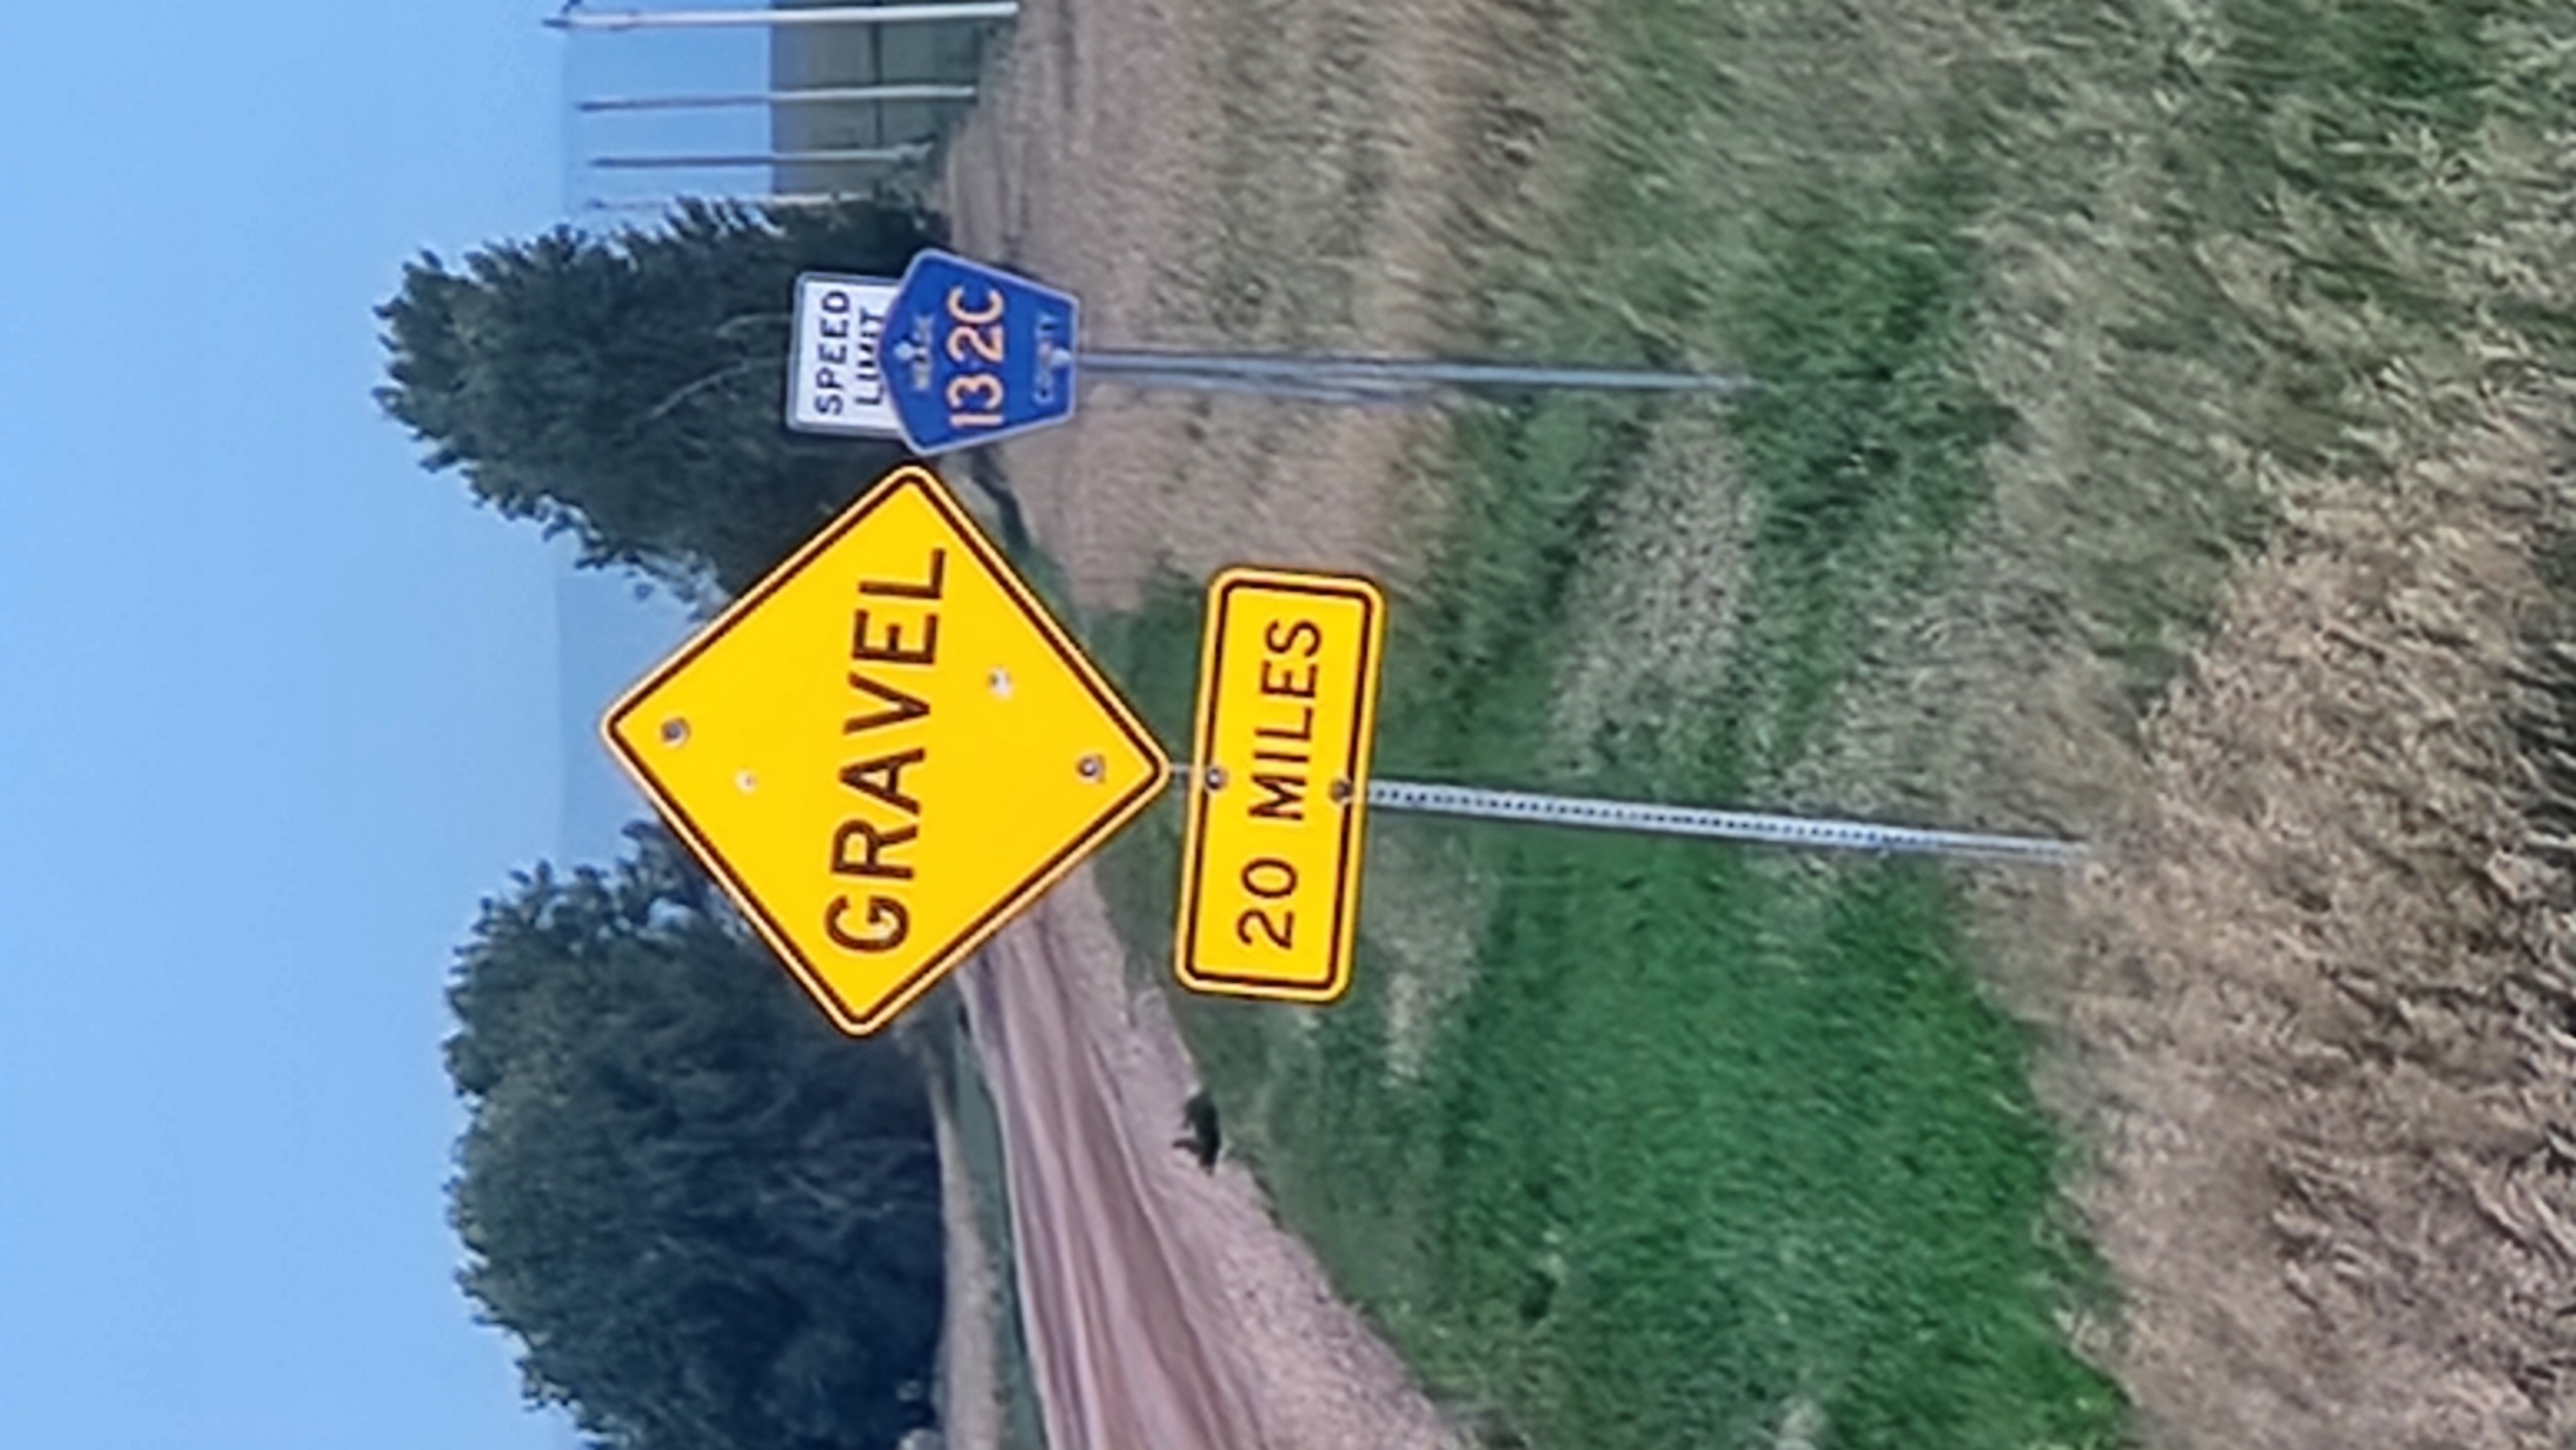 GRAVEL
20 MILES
SPEED
LIMIT
132C
COUNTY